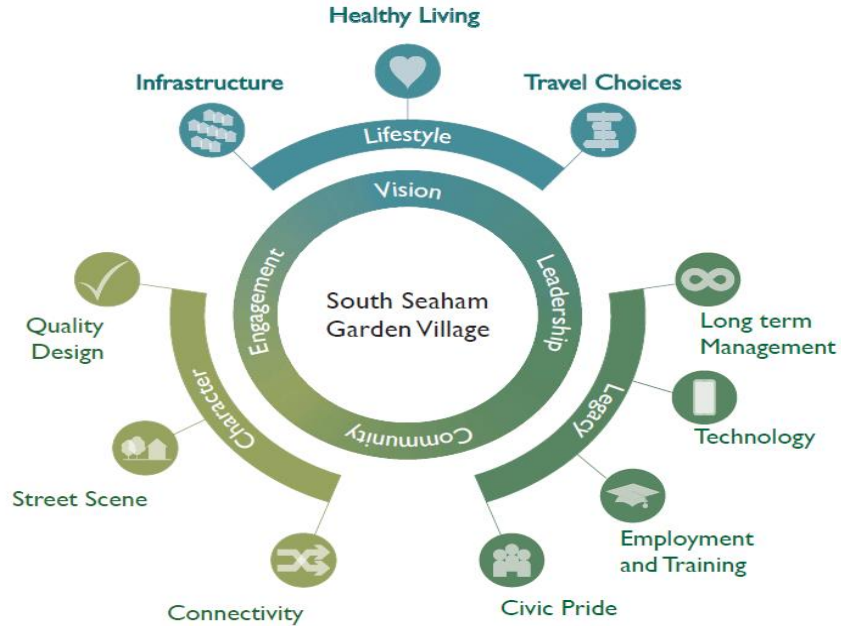 Healthy Living
Infrastructure
Travel Choices
Lifestyle
Vision
Engagement
Leadership
Community
South Seaham
Garden Village
Quality
Design
Character
Street Scene
Connectivity
Legacy
Long term
Management
Technology
Employment
and Training
Civic Pride